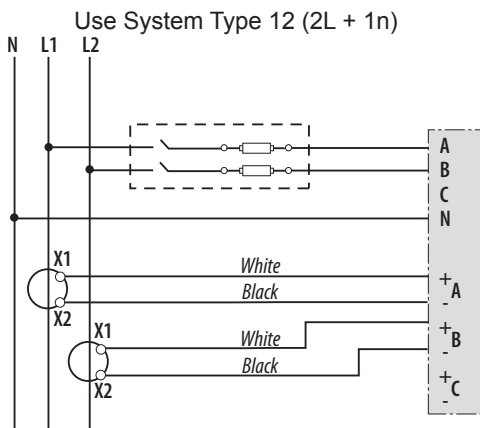 Use System Type 12 (2L + 1n)
N L1 L2
A
B
C
N
X1
White
+
A
Black
-
X2
X1
White
+
B
-
Black
X2
+
C
-